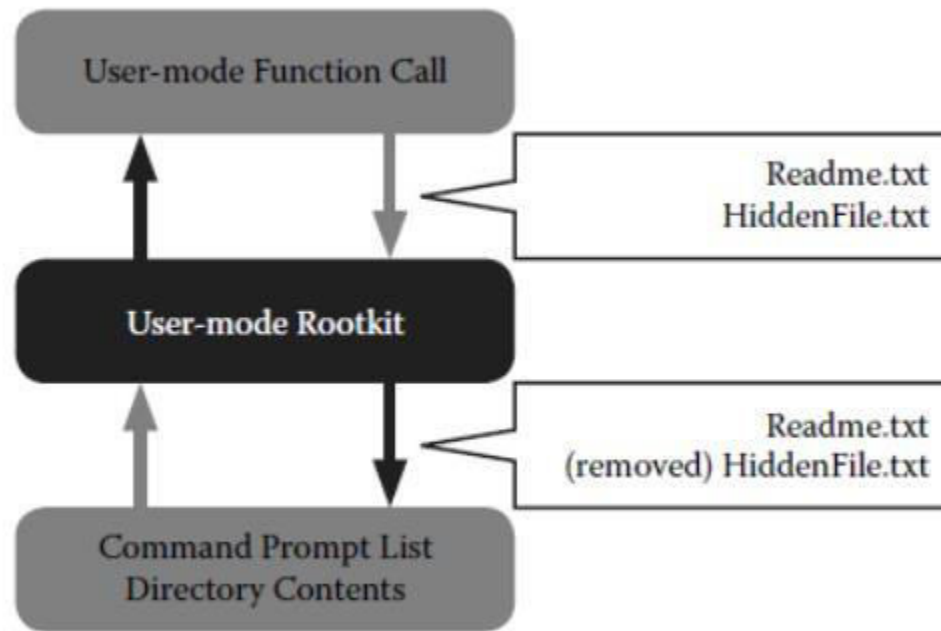 User-mode Function Call
Readme.txt
HiddenFile.txt
User-mode Rootkit
Readme.txt
(removed) HiddenFile.txt
Command Prompt List
Directory Contents